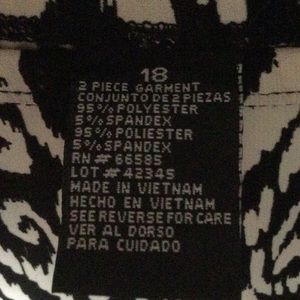 18
2 PIECE GARMENT
CONJUNTO DE 2 PIEZAS
95% POLYESTER
5% SPANDEX
95% POLIESTER
5% SPANDEX
RN# 66585
LOT# 42345
MADE IN VIETNAM
HECHO EN VIETNAM
SEE REVERSE FOR CARE
VER AL DORSO
PARA CUIDADO